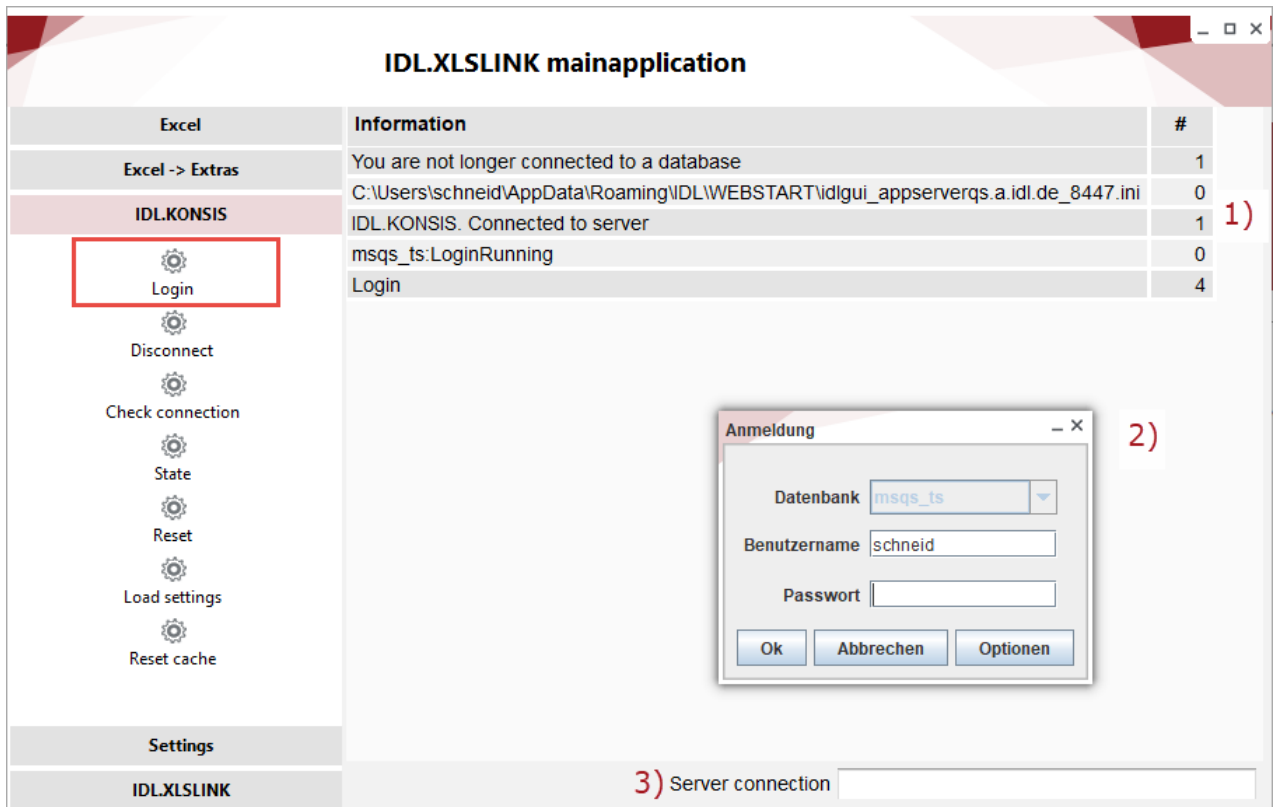 IDL.XLSLINK mainapplication
Excel
Excel -> Extras
IDL.KONSIS
Login
Disconnect
Check connection
State
Reset
Load settings
Reset cache
Settings
IDL.XLSLINK
Information #
You are not longer connected to a database 1
C:\Users\schneid\AppData\Roaming\IDL\WEBSTART\idlgui_appserverqs.a.idl.de_8447.ini 0
IDL.KONSIS. Connected to server 1
msqs_ts:LoginRunning 0
Login 4
1)
Anmeldung
2)
Datenbank msqs_ts
Benutzername schneid
Passwort
Ok Abbrechen Optionen
3) Server connection